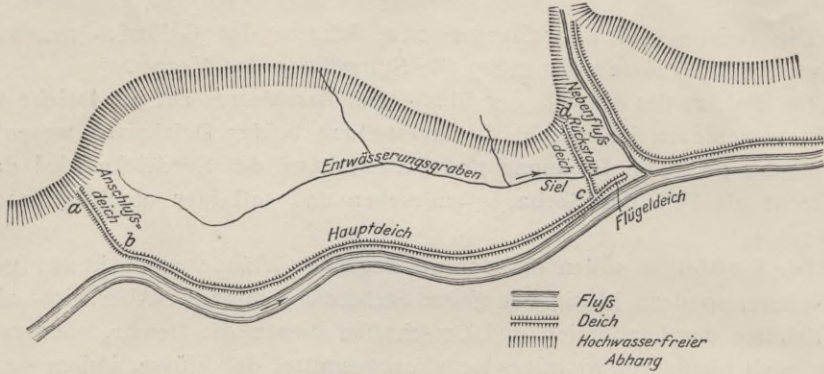 Nebenfluß
d
Rückstau-
deich
Entwässerungsgraben
Siel
Anschluß-
deich
a
b
c
Hauptdeich
Flügeldeich
Fluß
Deich
Hochwasserfreier
Abhang